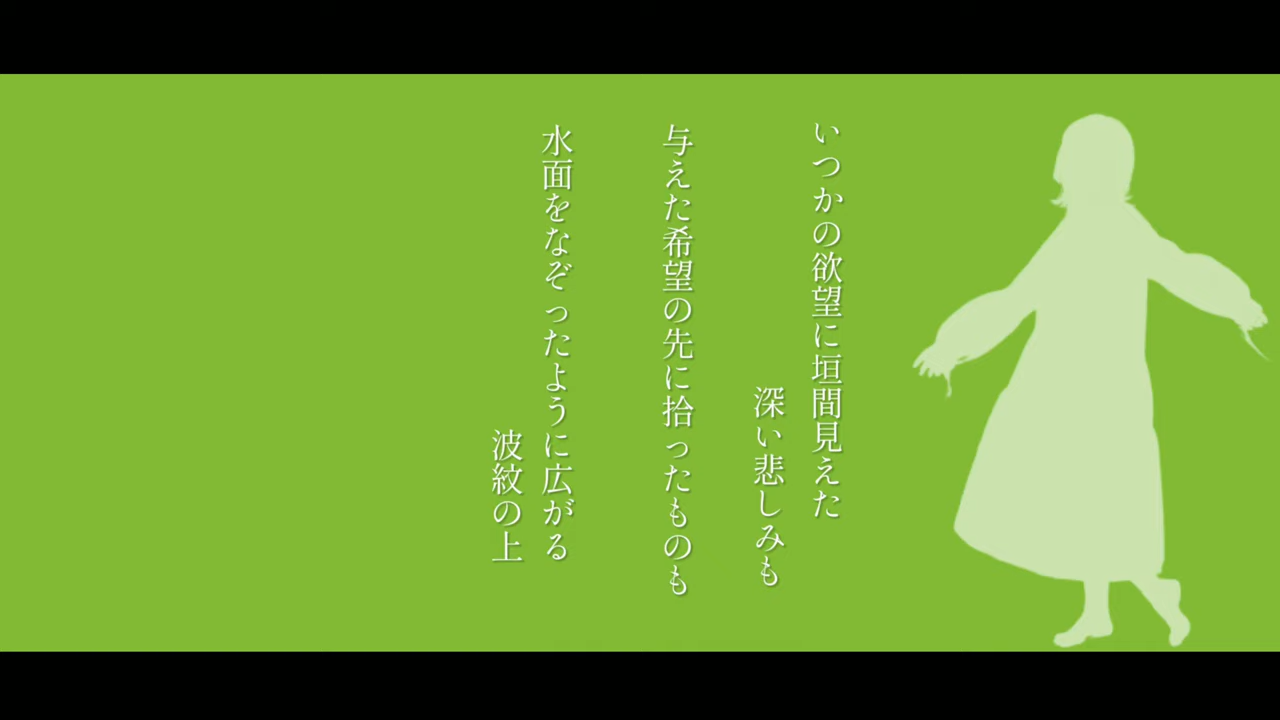 いつかの欲望に垣間見えた
深い悲しみも
与えた希望の先に拾ったものも
水面をなぞったように広がる
波紋の上